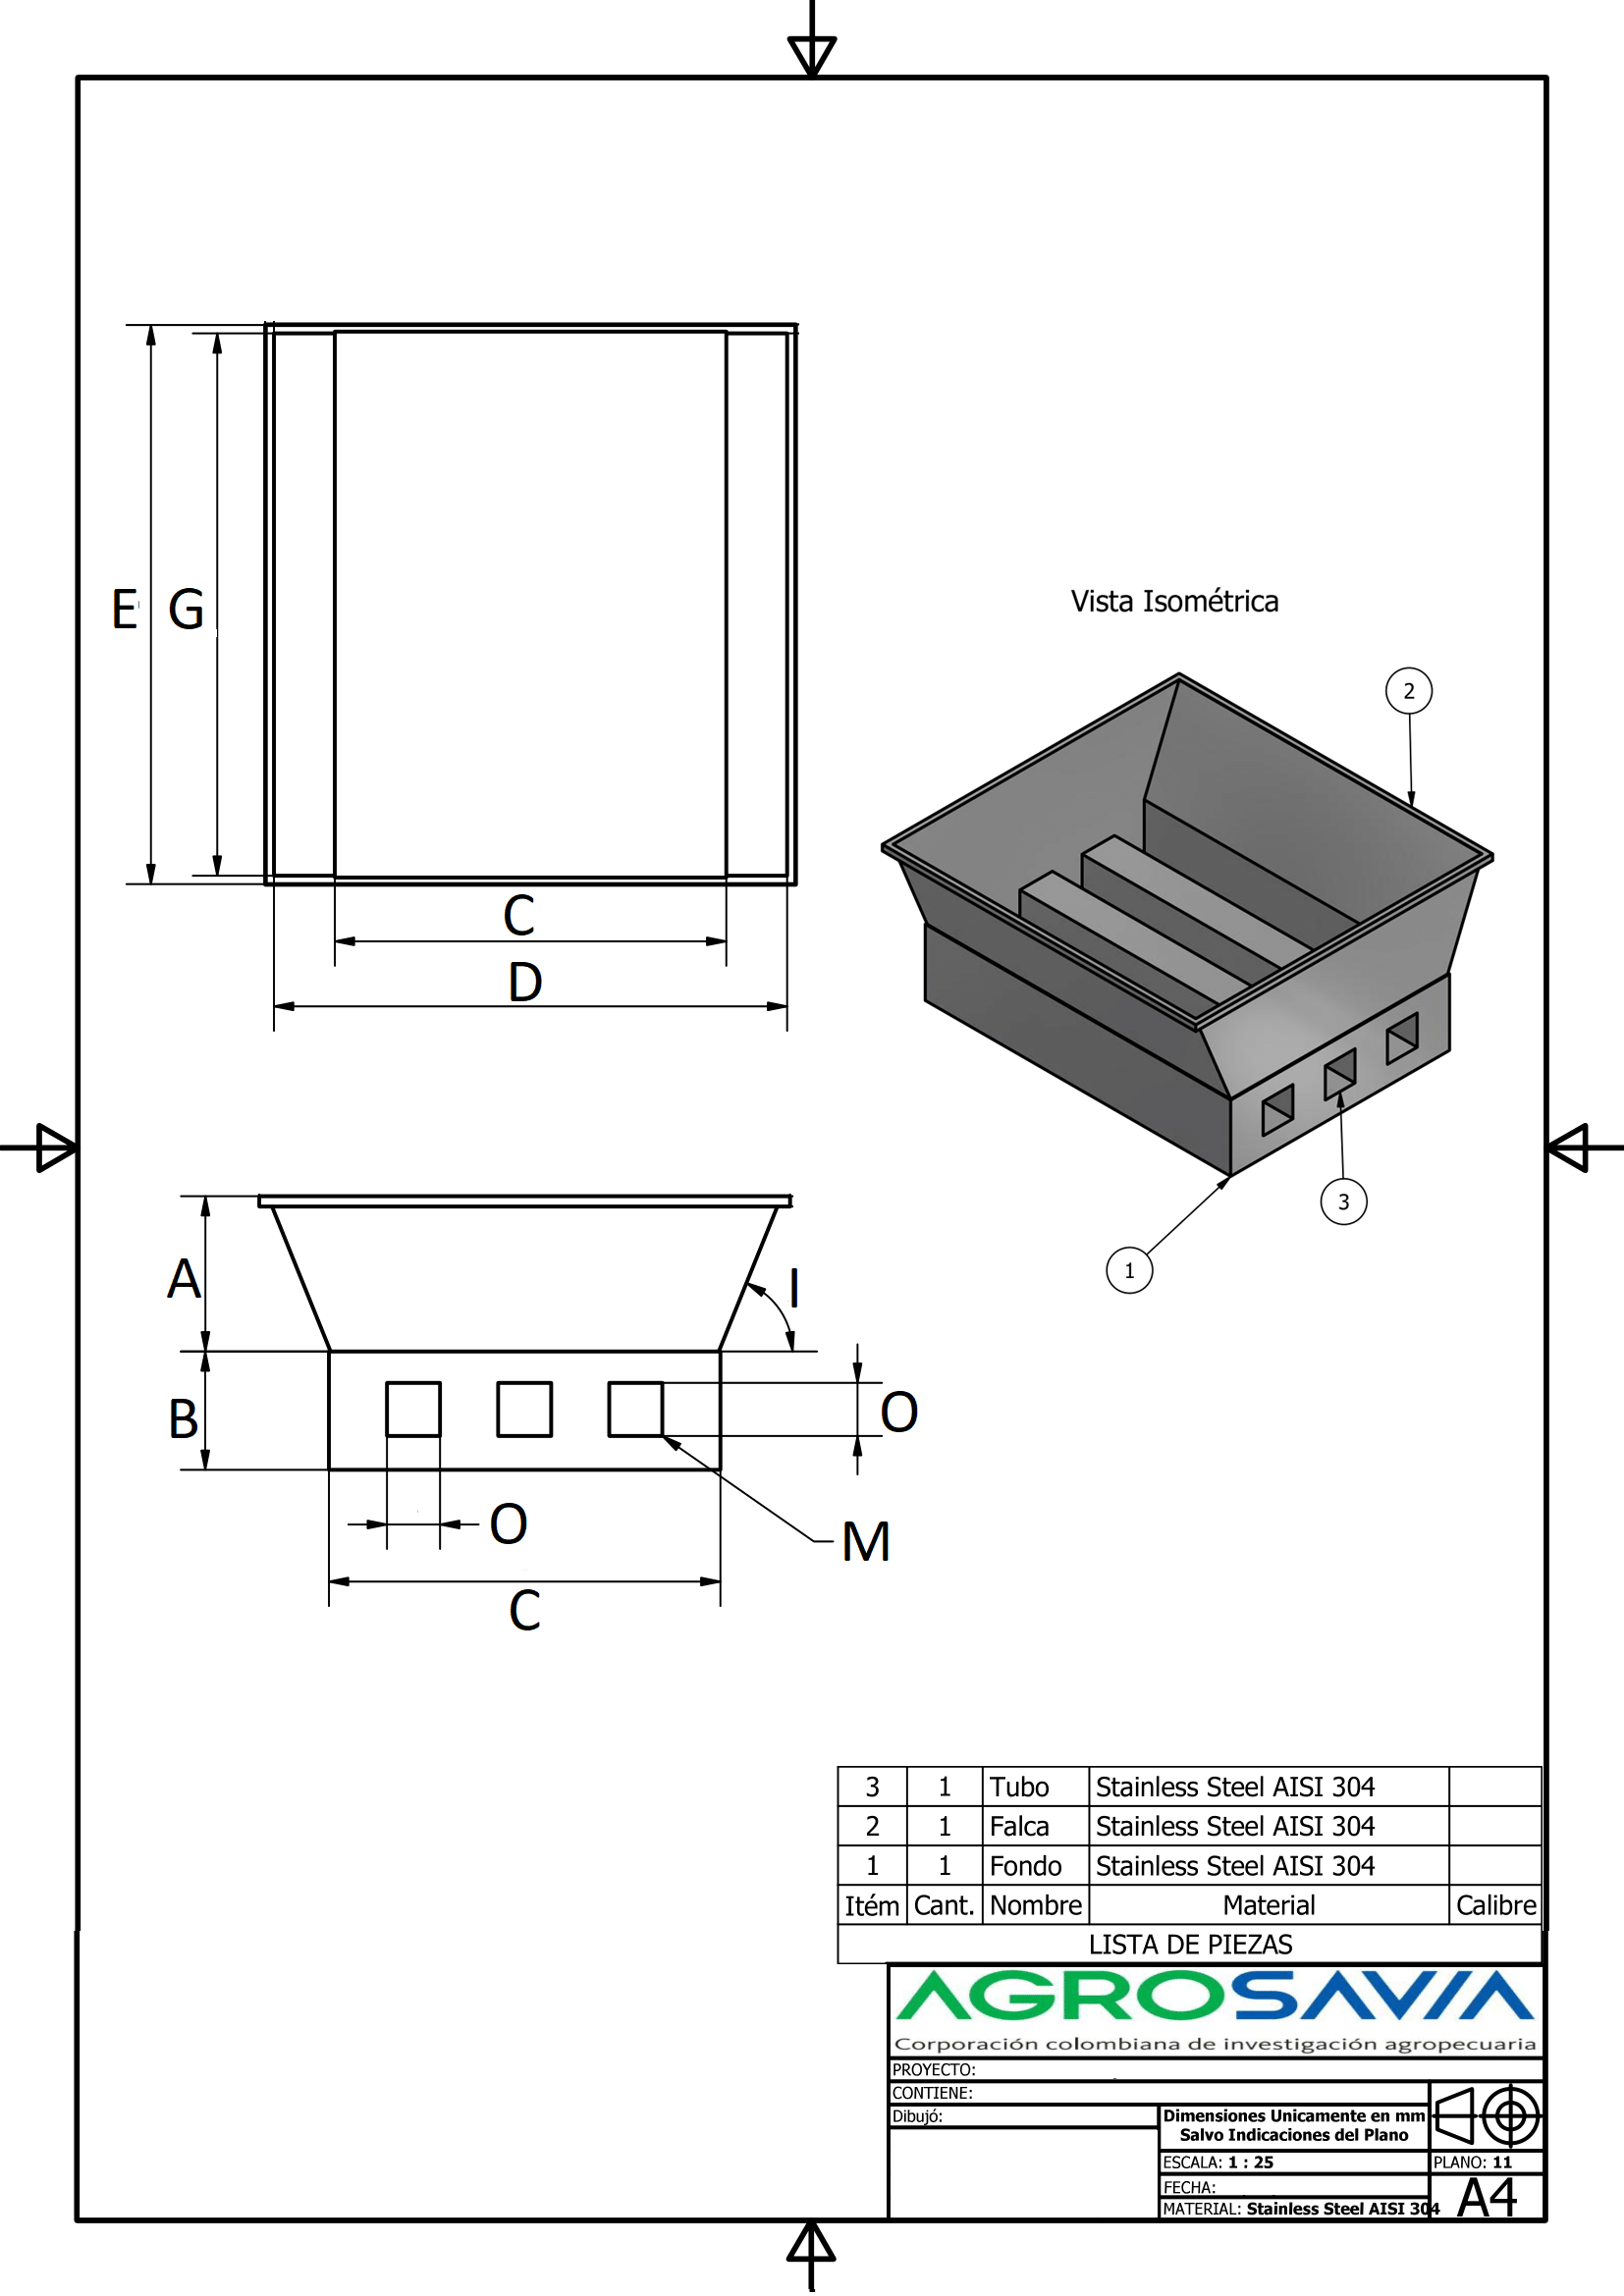 E
G
C
D
Vista Isométrica
2
3
1
A
I
B
O
O
M
C
3 1 Tubo Stainless Steel AISI 304
2 1 Falca Stainless Steel AISI 304
1 1 Fondo Stainless Steel AISI 304
Itém Cant. Nombre Material Calibre
LISTA DE PIEZAS
AGROSAVIA
Corporación colombiana de investigación agropecuaria
PROYECTO:
CONTIENE:
Dibujó:
Dimensiones Unicamente en mm
Salvo Indicaciones del Plano
ESCALA: 1 : 25
PLANO: 11
FECHA:
MATERIAL: Stainless Steel AISI 304
A4